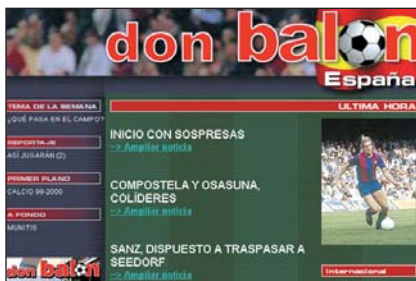 don balón
España
TEMA DE LA SEMANA
¿QUÉ PASA EN EL CAMPO?
REPORTAJE
ASÍ JUGARÁN (2)
PRIMER PLANO
CALCIO 99-2000
A FONDO
MUNITIS
don balón
ULTIMA HORA
INICIO CON SOSPRESAS
=> Ampliar noticia
COMPOSTELA Y OSASUNA,
COLÍDERES
=> Ampliar noticia
SANZ, DISPUESTO A TRASPASAR A
SEEDORF
=> Ampliar noticia
Internacional